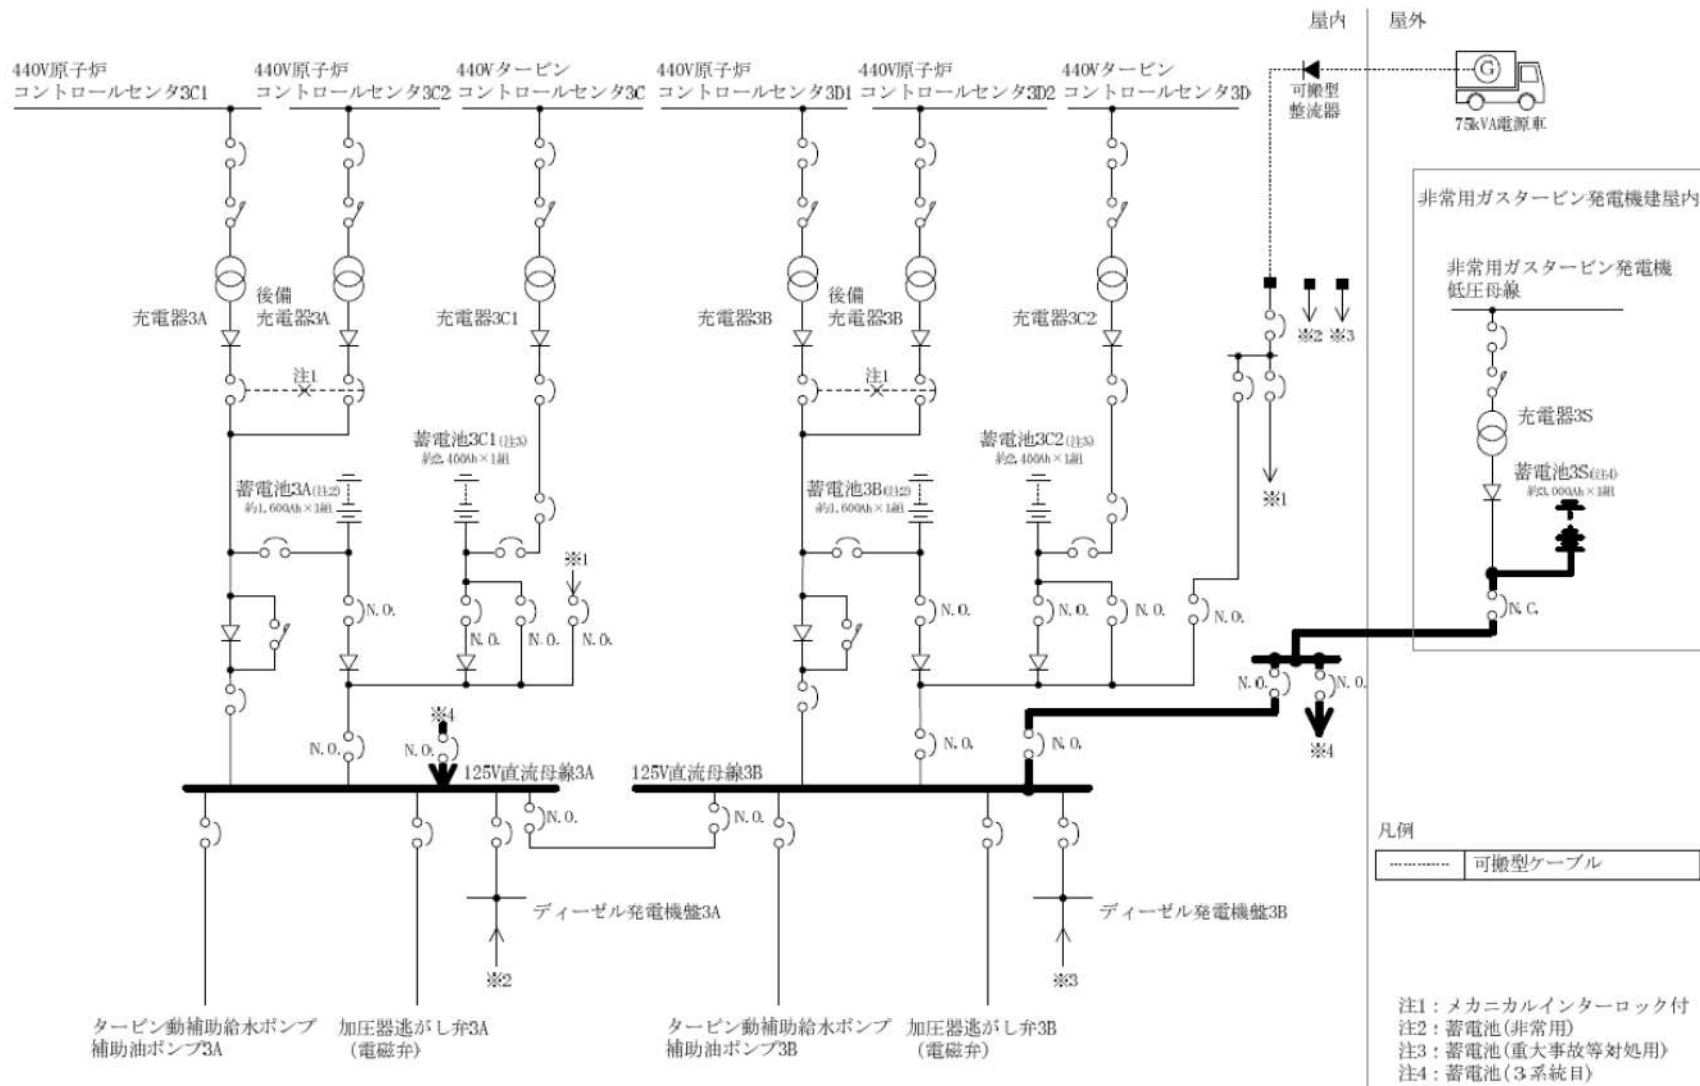 屋内
屋外
440V原子炉
コントロールセンタ3C1
440V原子炉
コントロールセンタ3C2
440Vタービン
コントロールセンタ3C
440V原子炉
コントロールセンタ3D1
440V原子炉
コントロールセンタ3D2
440Vタービン
コントロールセンタ3D
可搬型
整流器
G
75kVA電源車
非常用ガスタービン発電機建屋内
非常用ガスタービン発電機
低圧母線
充電器3A
後備
充電器3A
充電器3C1
充電器3B
後備
充電器3B
充電器3C2
※2
※3
注1
注1
充電器3S
蓄電池3C1(注3)
約2,400Ah×1組
蓄電池3C2(注3)
約2,400Ah×1組
蓄電池3A(注2)
約1,600Ah×1組
蓄電池3B(注2)
約1,600Ah×1組
蓄電池3S(注4)
約3,000Ah×1組
※1
※1
N.O.
N.O.
N.O.
N.O.
N.O.
N.O.
N.O.
N.O.
N.C.
N.O.
N.O.
※4
N.O.
N.O.
N.O.
N.O.
※4
125V直流母線3A
125V直流母線3B
N.O.
N.O.
凡例
可搬型ケーブル
ディーゼル発電機盤3A
ディーゼル発電機盤3B
※2
※3
タービン動補助給水ポンプ
補助油ポンプ3A
加圧器逃がし弁3A
(電磁弁)
タービン動補助給水ポンプ
補助油ポンプ3B
加圧器逃がし弁3B
(電磁弁)
注1：メカニカルインターロック付
注2：蓄電池(非常用)
注3：蓄電池(重大事故等対処用)
注4：蓄電池(3系統目)